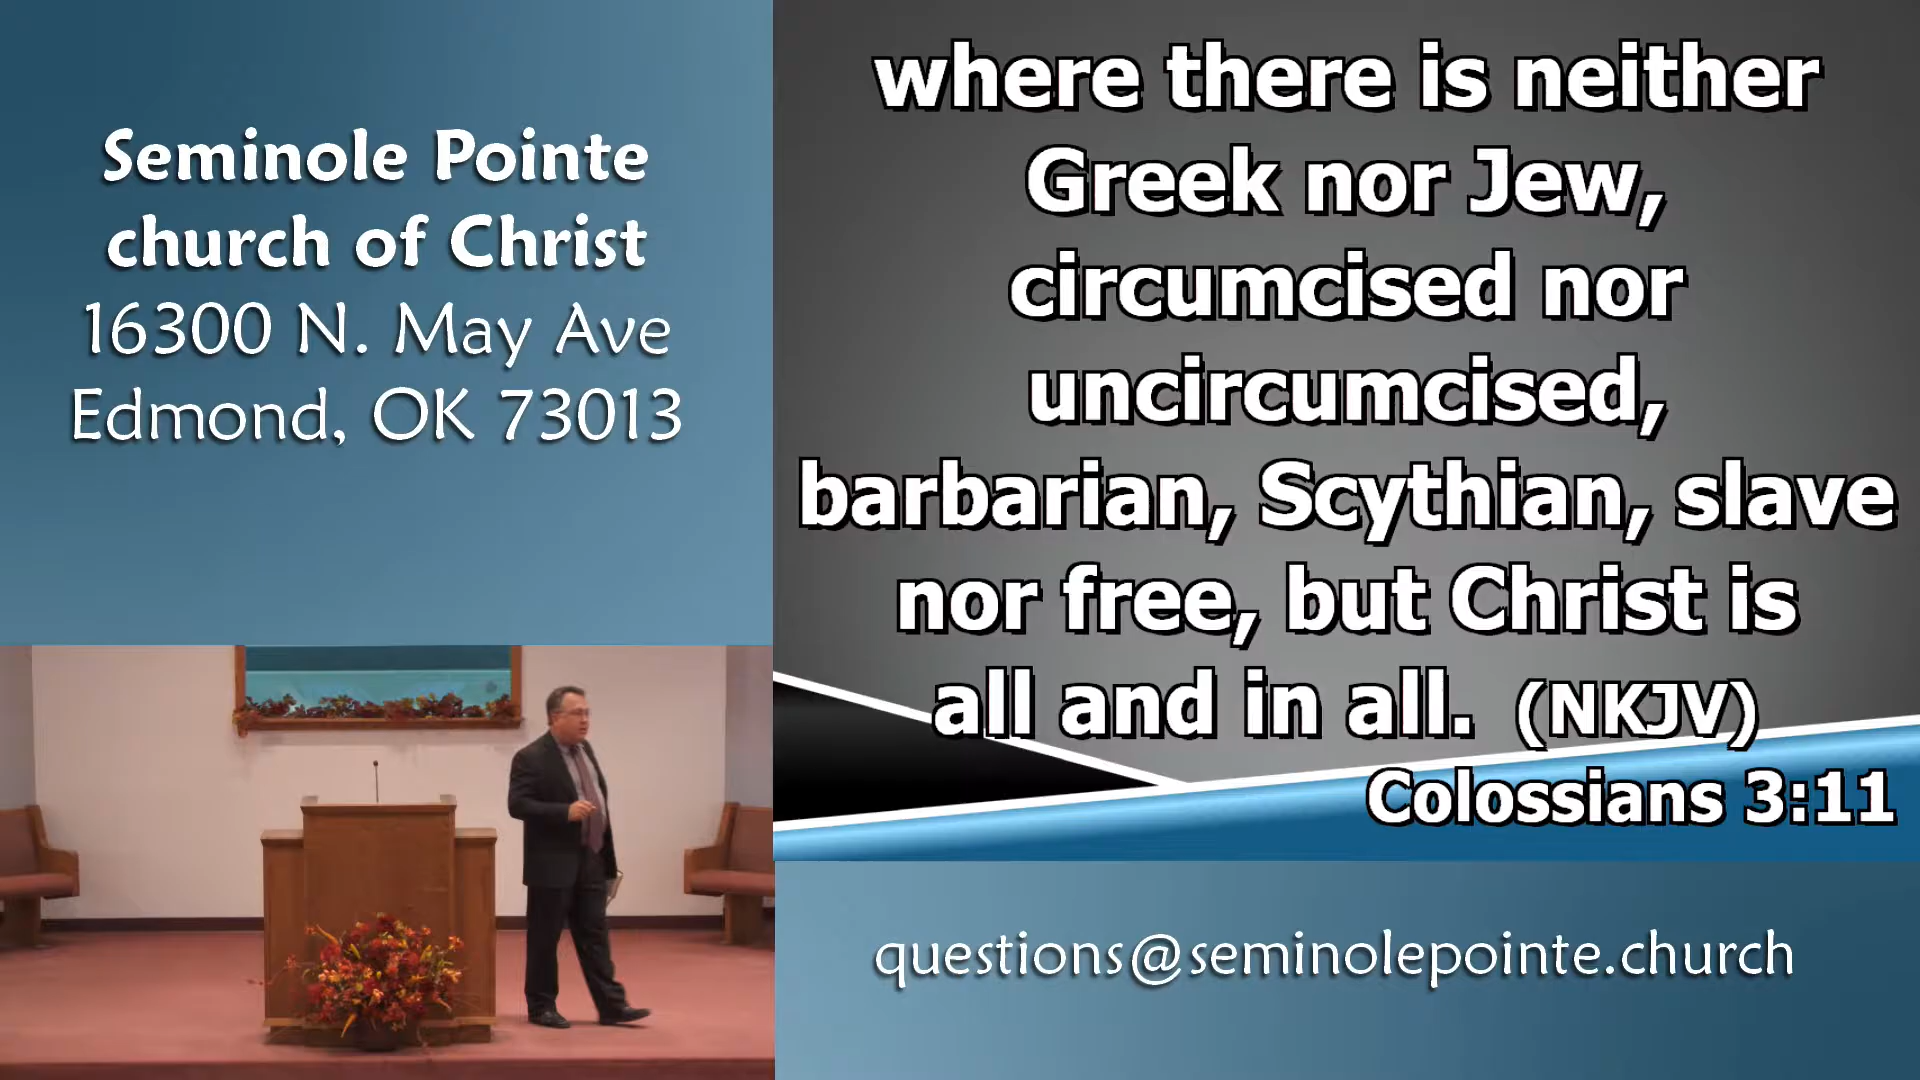 Seminole Pointe
church of Christ
16300 N. May Ave
Edmond, OK 73013
where there is neither
Greek nor Jew,
circumcised nor
uncircumcised,
barbarian, Scythian, slave
nor free, but Christ is
all and in all. (NKJV)
Colossians 3:11
questions@seminolepointe.church